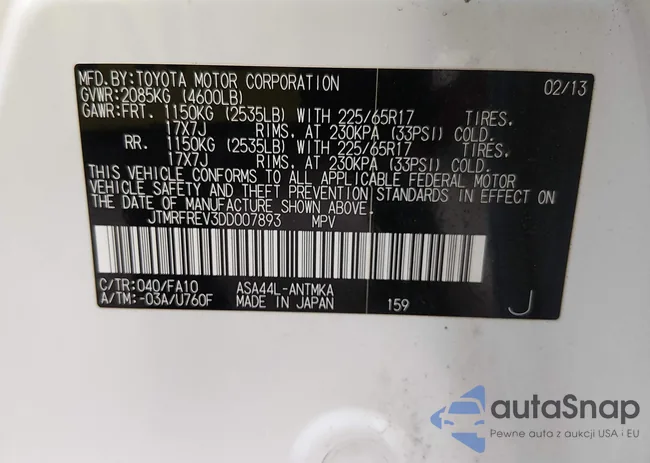 MFD.BY:TOYOTA MOTOR CORPORATION 02/13
GVWR:2085KG (4600LB)
GAWR:FRT. 1150KG (2535LB) WITH 225/65R17 TIRES.
17X7J RIMS. AT 230KPA (33PSI) COLD.
RR. 1150KG (2535LB) WITH 225/65R17 TIRES.
17X7J RIMS. AT 230KPA (33PSI) COLD.
THIS VEHICLE CONFORMS TO ALL APPLICABLE FEDERAL MOTOR
VEHICLE SAFETY AND THEFT PREVENTION STANDARDS IN EFFECT ON
THE DATE OF MANUFACTURE SHOWN ABOVE.
JTMRFREV3DD007893 MPV
C/TR:040/FA10 ASA44L-ANTMKA
A/TM:-03A/U760F MADE IN JAPAN 159 J
autaSnap
Pewne auta z aukcji USA i EU